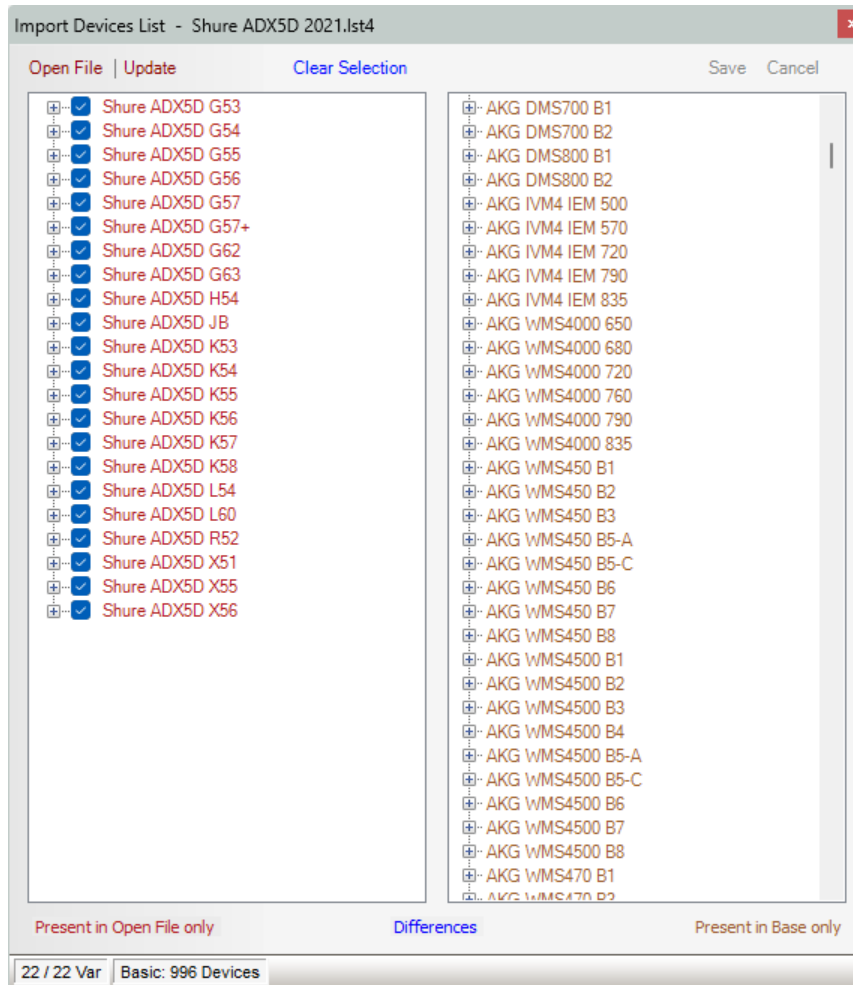 Import Devices List - Shure ADX5D 2021.lst4
Open File | Update Clear Selection Save Cancel
Shure ADX5D G53
Shure ADX5D G54
Shure ADX5D G55
Shure ADX5D G56
Shure ADX5D G57
Shure ADX5D G57+
Shure ADX5D G62
Shure ADX5D G63
Shure ADX5D H54
Shure ADX5D JB
Shure ADX5D K53
Shure ADX5D K54
Shure ADX5D K55
Shure ADX5D K56
Shure ADX5D K57
Shure ADX5D K58
Shure ADX5D L54
Shure ADX5D L60
Shure ADX5D R52
Shure ADX5D X51
Shure ADX5D X55
Shure ADX5D X56
AKG DMS700 B1
AKG DMS700 B2
AKG DMS800 B1
AKG DMS800 B2
AKG IVM4 IEM 500
AKG IVM4 IEM 570
AKG IVM4 IEM 720
AKG IVM4 IEM 790
AKG IVM4 IEM 835
AKG WMS4000 650
AKG WMS4000 680
AKG WMS4000 720
AKG WMS4000 760
AKG WMS4000 790
AKG WMS4000 835
AKG WMS450 B1
AKG WMS450 B2
AKG WMS450 B3
AKG WMS450 B5-A
AKG WMS450 B5-C
AKG WMS450 B6
AKG WMS450 B7
AKG WMS450 B8
AKG WMS4500 B1
AKG WMS4500 B2
AKG WMS4500 B3
AKG WMS4500 B4
AKG WMS4500 B5-A
AKG WMS4500 B5-C
AKG WMS4500 B6
AKG WMS4500 B7
AKG WMS4500 B8
AKG WMS470 B1
AKG WMS470
Present in Open File only Differences Present in Base only
22 / 22 Var Basic: 996 Devices